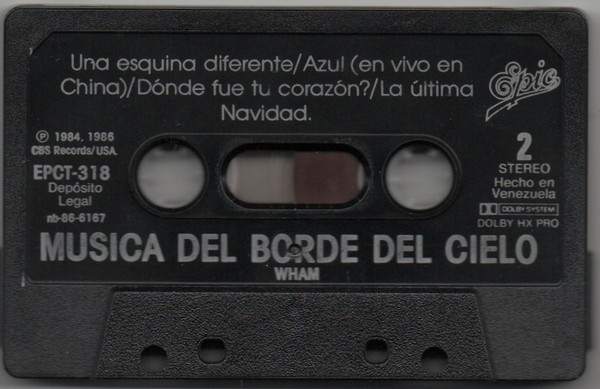 Una esquina diferente/Azul (en vivo en
China)/Dónde fue tu corazón?/La última
Navidad.
Epic
℗ 1984, 1986
CBS Records/USA.
EPCT-318
Depósito
Legal
nb-86-6167
2
STEREO
Hecho en
Venezuela
DOLBY SYSTEM
DOLBY HX PRO
MUSICA DEL BORDE DEL CIELO
WHAM